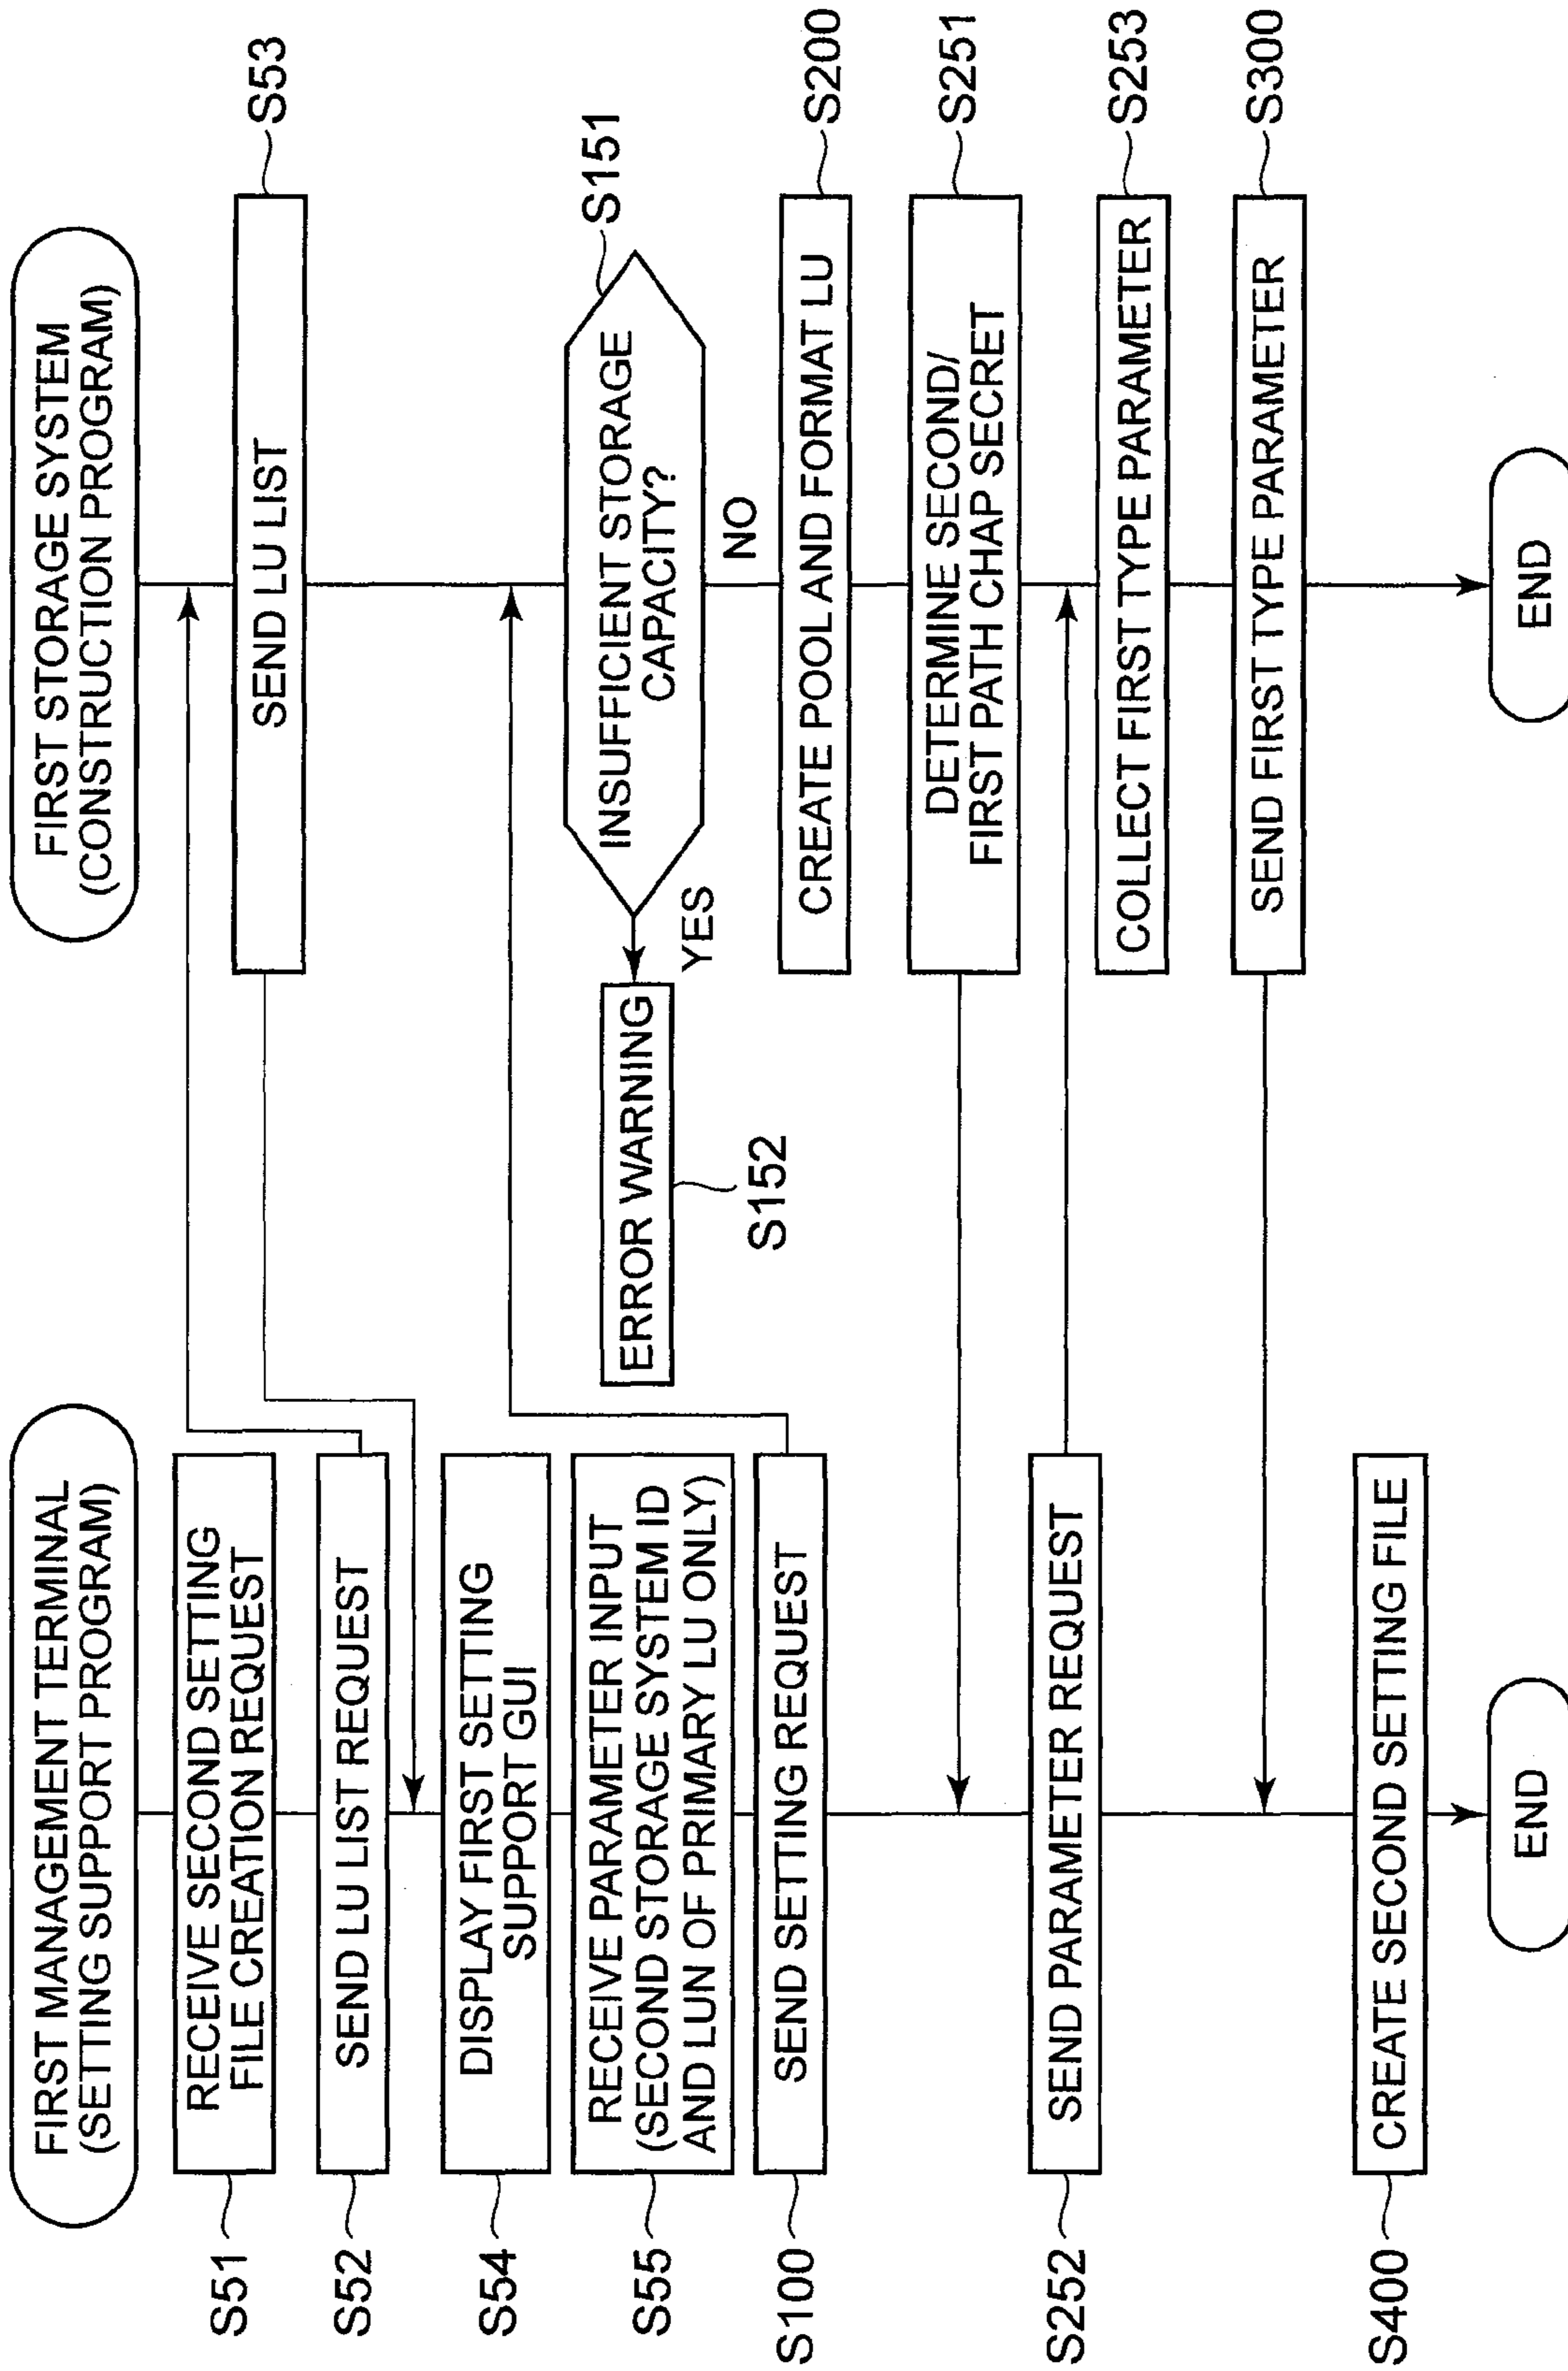 FIRST MANAGEMENT TERMINAL
(SETTING SUPPORT PROGRAM)
S51
RECEIVE SECOND SETTING
FILE CREATION REQUEST
S52
SEND LU LIST REQUEST
S54
DISPLAY FIRST SETTING
SUPPORT GUI
S55
RECEIVE PARAMETER INPUT
(SECOND STORAGE SYSTEM ID
AND LUN OF PRIMARY LU ONLY)
S100
SEND SETTING REQUEST
S252
SEND PARAMETER REQUEST
S400
CREATE SECOND SETTING FILE
END
FIRST STORAGE SYSTEM
(CONSTRUCTION PROGRAM)
SEND LU LIST
S53
INSUFFICIENT STORAGE
CAPACITY?
S151
YES
NO
ERROR WARNING
S152
CREATE POOL AND FORMAT LU
S200
DETERMINE SECOND/
FIRST PATH CHAP SECRET
S251
COLLECT FIRST TYPE PARAMETER
S253
SEND FIRST TYPE PARAMETER
S300
END